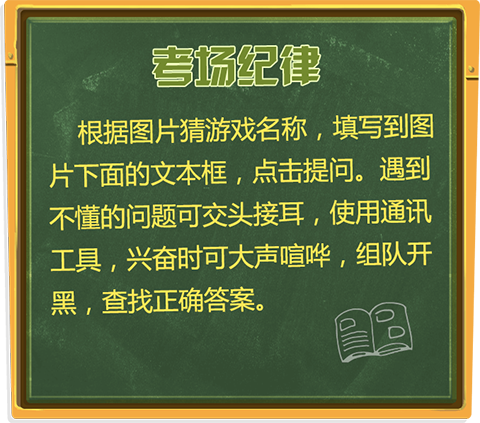 考场纪律
根据图片猜游戏名称，填写到图
片下面的文本框，点击提问。遇到
不懂的问题可交头接耳，使用通讯
工具，兴奋时可大声喧哗，组队开
黑，查找正确答案。